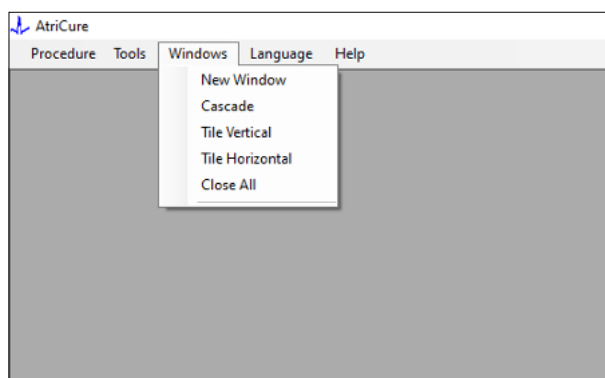 AtriCure
Procedure Tools Windows Language Help
New Window
Cascade
Tile Vertical
Tile Horizontal
Close All